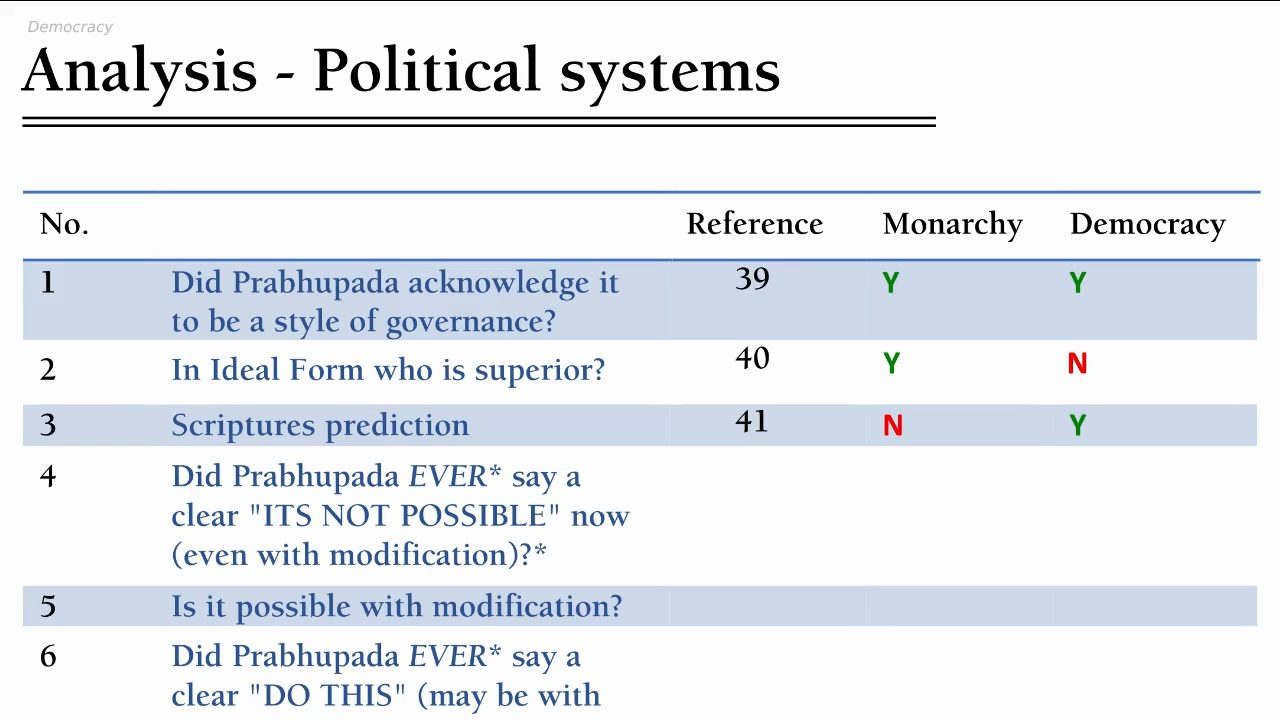 Democracy
Analysis - Political systems
No. Reference Monarchy Democracy
1 Did Prabhupada acknowledge it 39 Y Y
to be a style of governance?
2 In Ideal Form who is superior? 40 Y N
3 Scriptures prediction 41 N Y
4 Did Prabhupada EVER* say a
clear "ITS NOT POSSIBLE" now
(even with modification)?*
5 Is it possible with modification?
6 Did Prabhupada EVER* say a
clear "DO THIS" (may be with